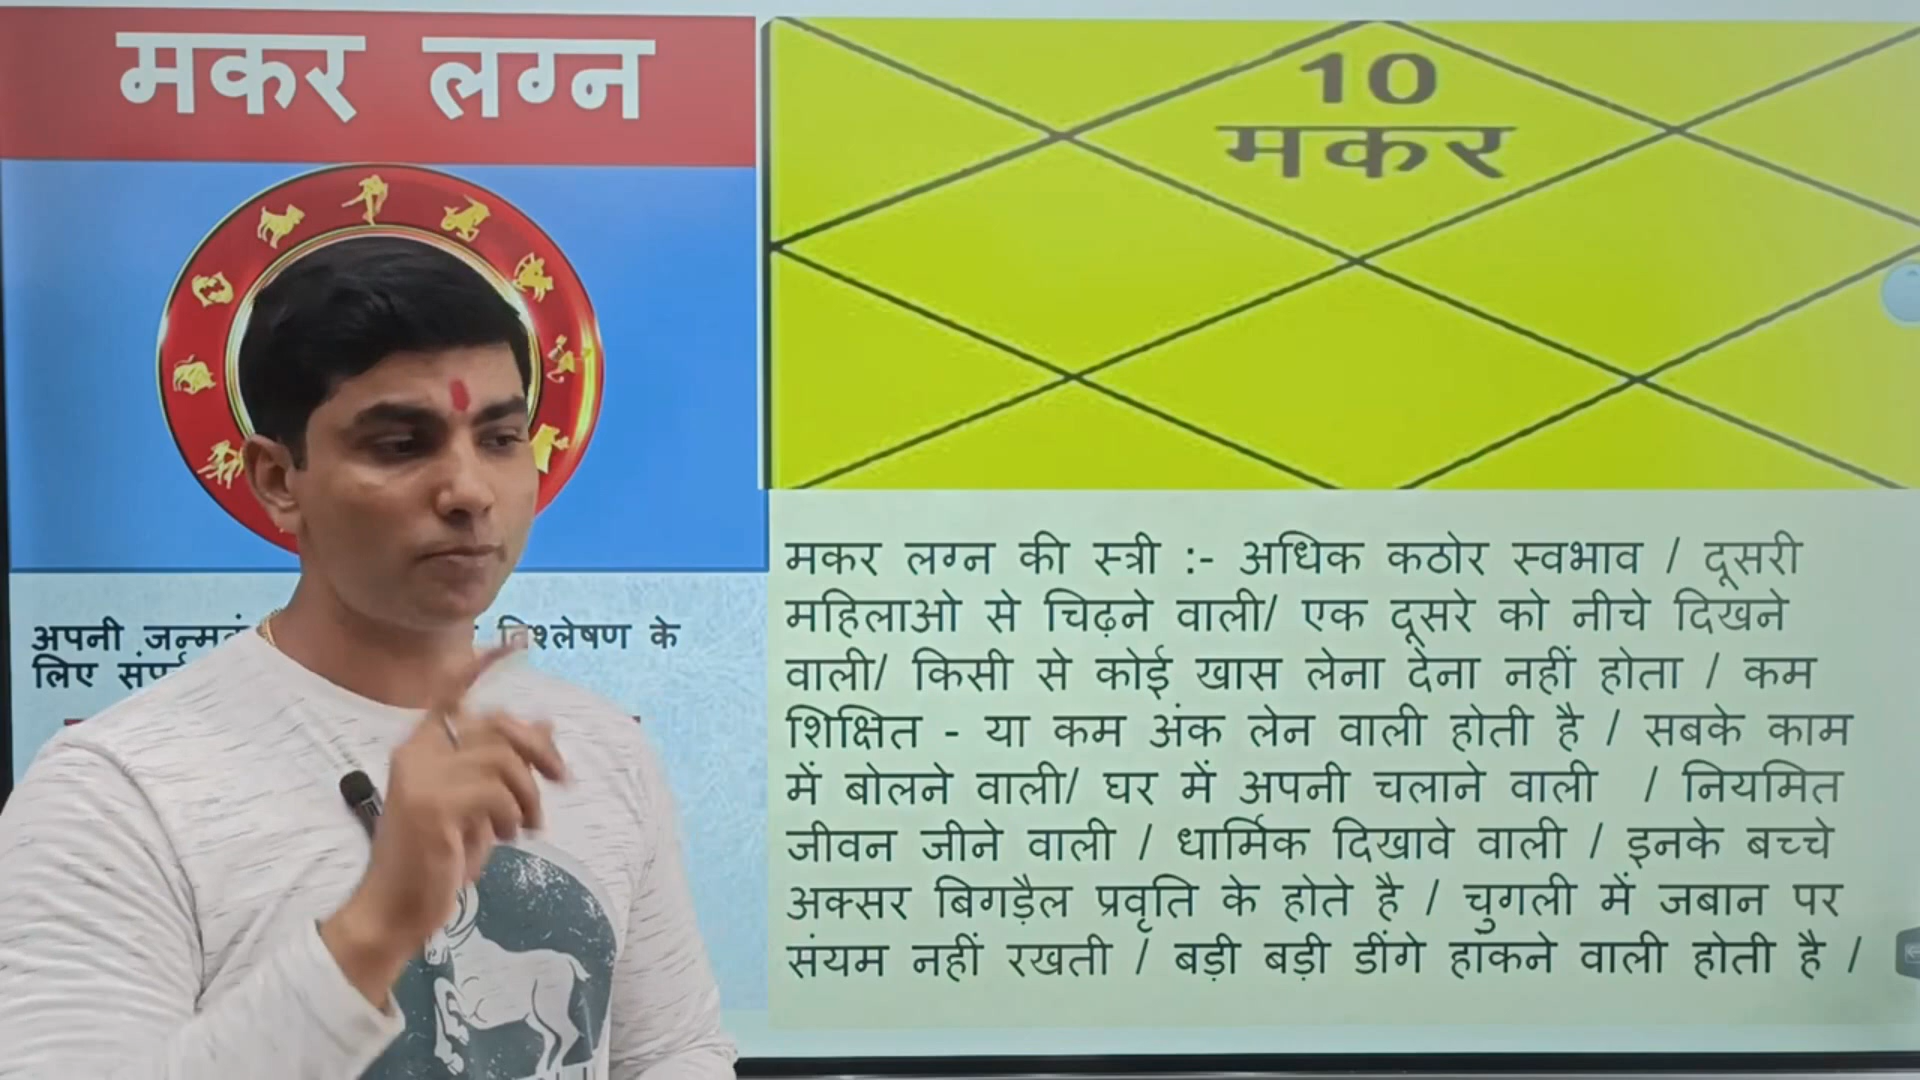 मकर लग्न
10
मकर
अपनी विश्लेषण के
लिए
मकर लग्न की स्त्री :- अधिक कठोर स्वभाव / दूसरी
महिलाओ से चिढ़ने वाली/ एक दूसरे को नीचे दिखने
वाली/ किसी से कोई खास लेना देना नहीं होता / कम
शिक्षित - या कम अंक लेन वाली होती है / सबके काम
में बोलने वाली/ घर में अपनी चलाने वाली / नियमित
जीवन जीने वाली / धार्मिक दिखावे वाली / इनके बच्चे
अक्सर बिगड़ैल प्रवृति के होते है / चुगली में जबान पर
संयम नहीं रखती / बड़ी बड़ी डींगे हाकने वाली होती है /